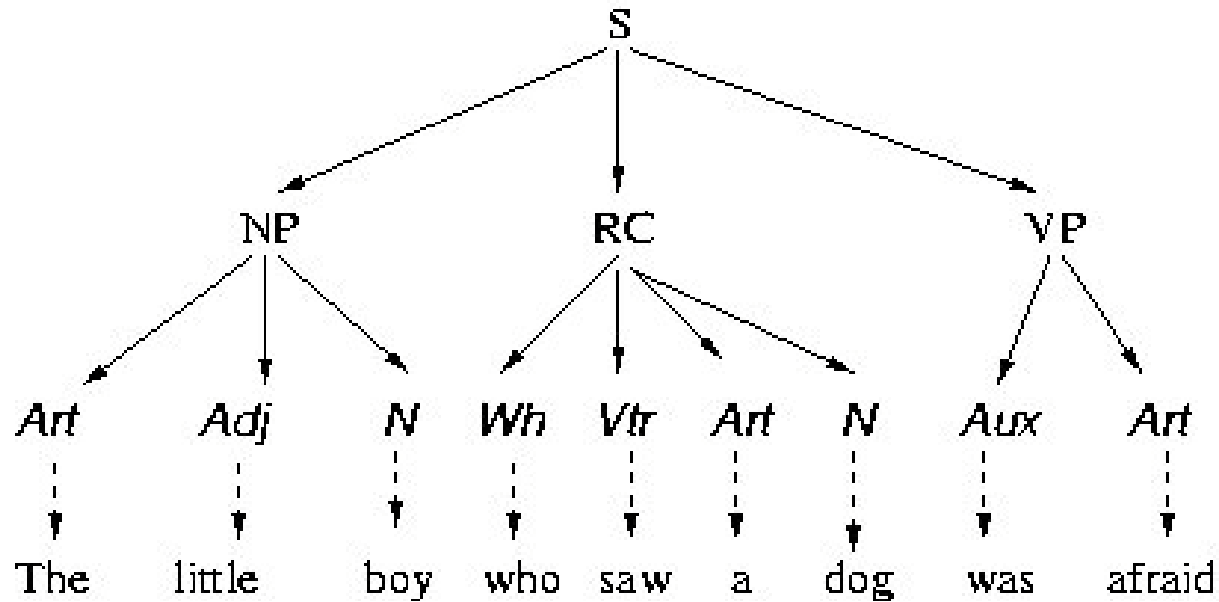 S
NP RC VP
Art Adj N Wh Vtr Art N Aux Art
The little boy who saw a dog was afraid